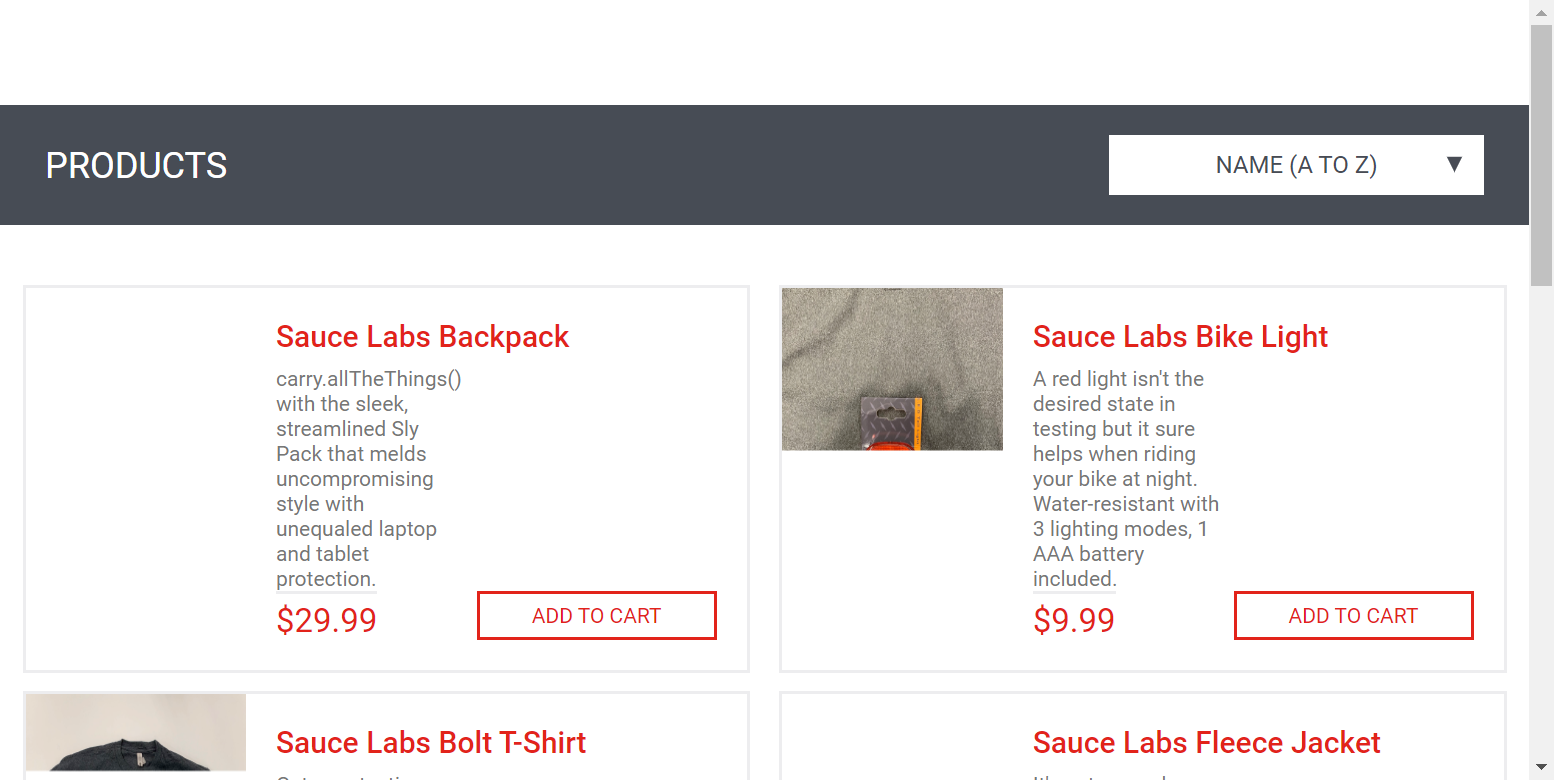 PRODUCTS
NAME (A TO Z)
Sauce Labs Backpack
carry.allTheThings()
with the sleek,
streamlined Sly
Pack that melds
uncompromising
style with
unequaled laptop
and tablet
protection.
$29.99
ADD TO CART
Sauce Labs Bike Light
A red light isn't the
desired state in
testing but it sure
helps when riding
your bike at night.
Water-resistant with
3 lighting modes, 1
AAA battery
included.
$9.99
ADD TO CART
Sauce Labs Bolt T-Shirt
Sauce Labs Fleece Jacket